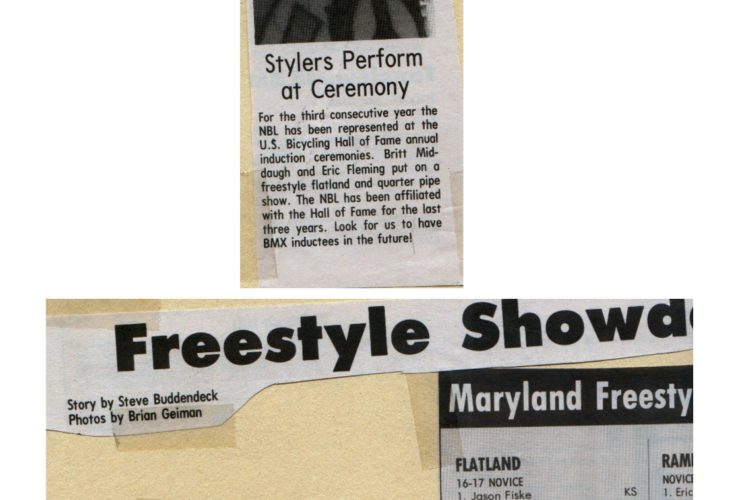 Stylers Perform
at Ceremony
For the third consecutive year the
NBL has been represented at the
U.S. Bicycling Hall of Fame annual
induction ceremonies. Britt Mid-
daugh and Eric Fleming put on a
freestyle flatland and quarter pipe
show. The NBL has been affiliated
with the Hall of Fame for the last
three years. Look for us to have
BMX inductees in the future!
Freestyle Showd
Story by Steve Buddendeck
Photos by Brian Geiman
Maryland Freesty
FLATLAND
16-17 NOVICE
1. Jason Fiske KS
RAM
NOVIC
1. Eric